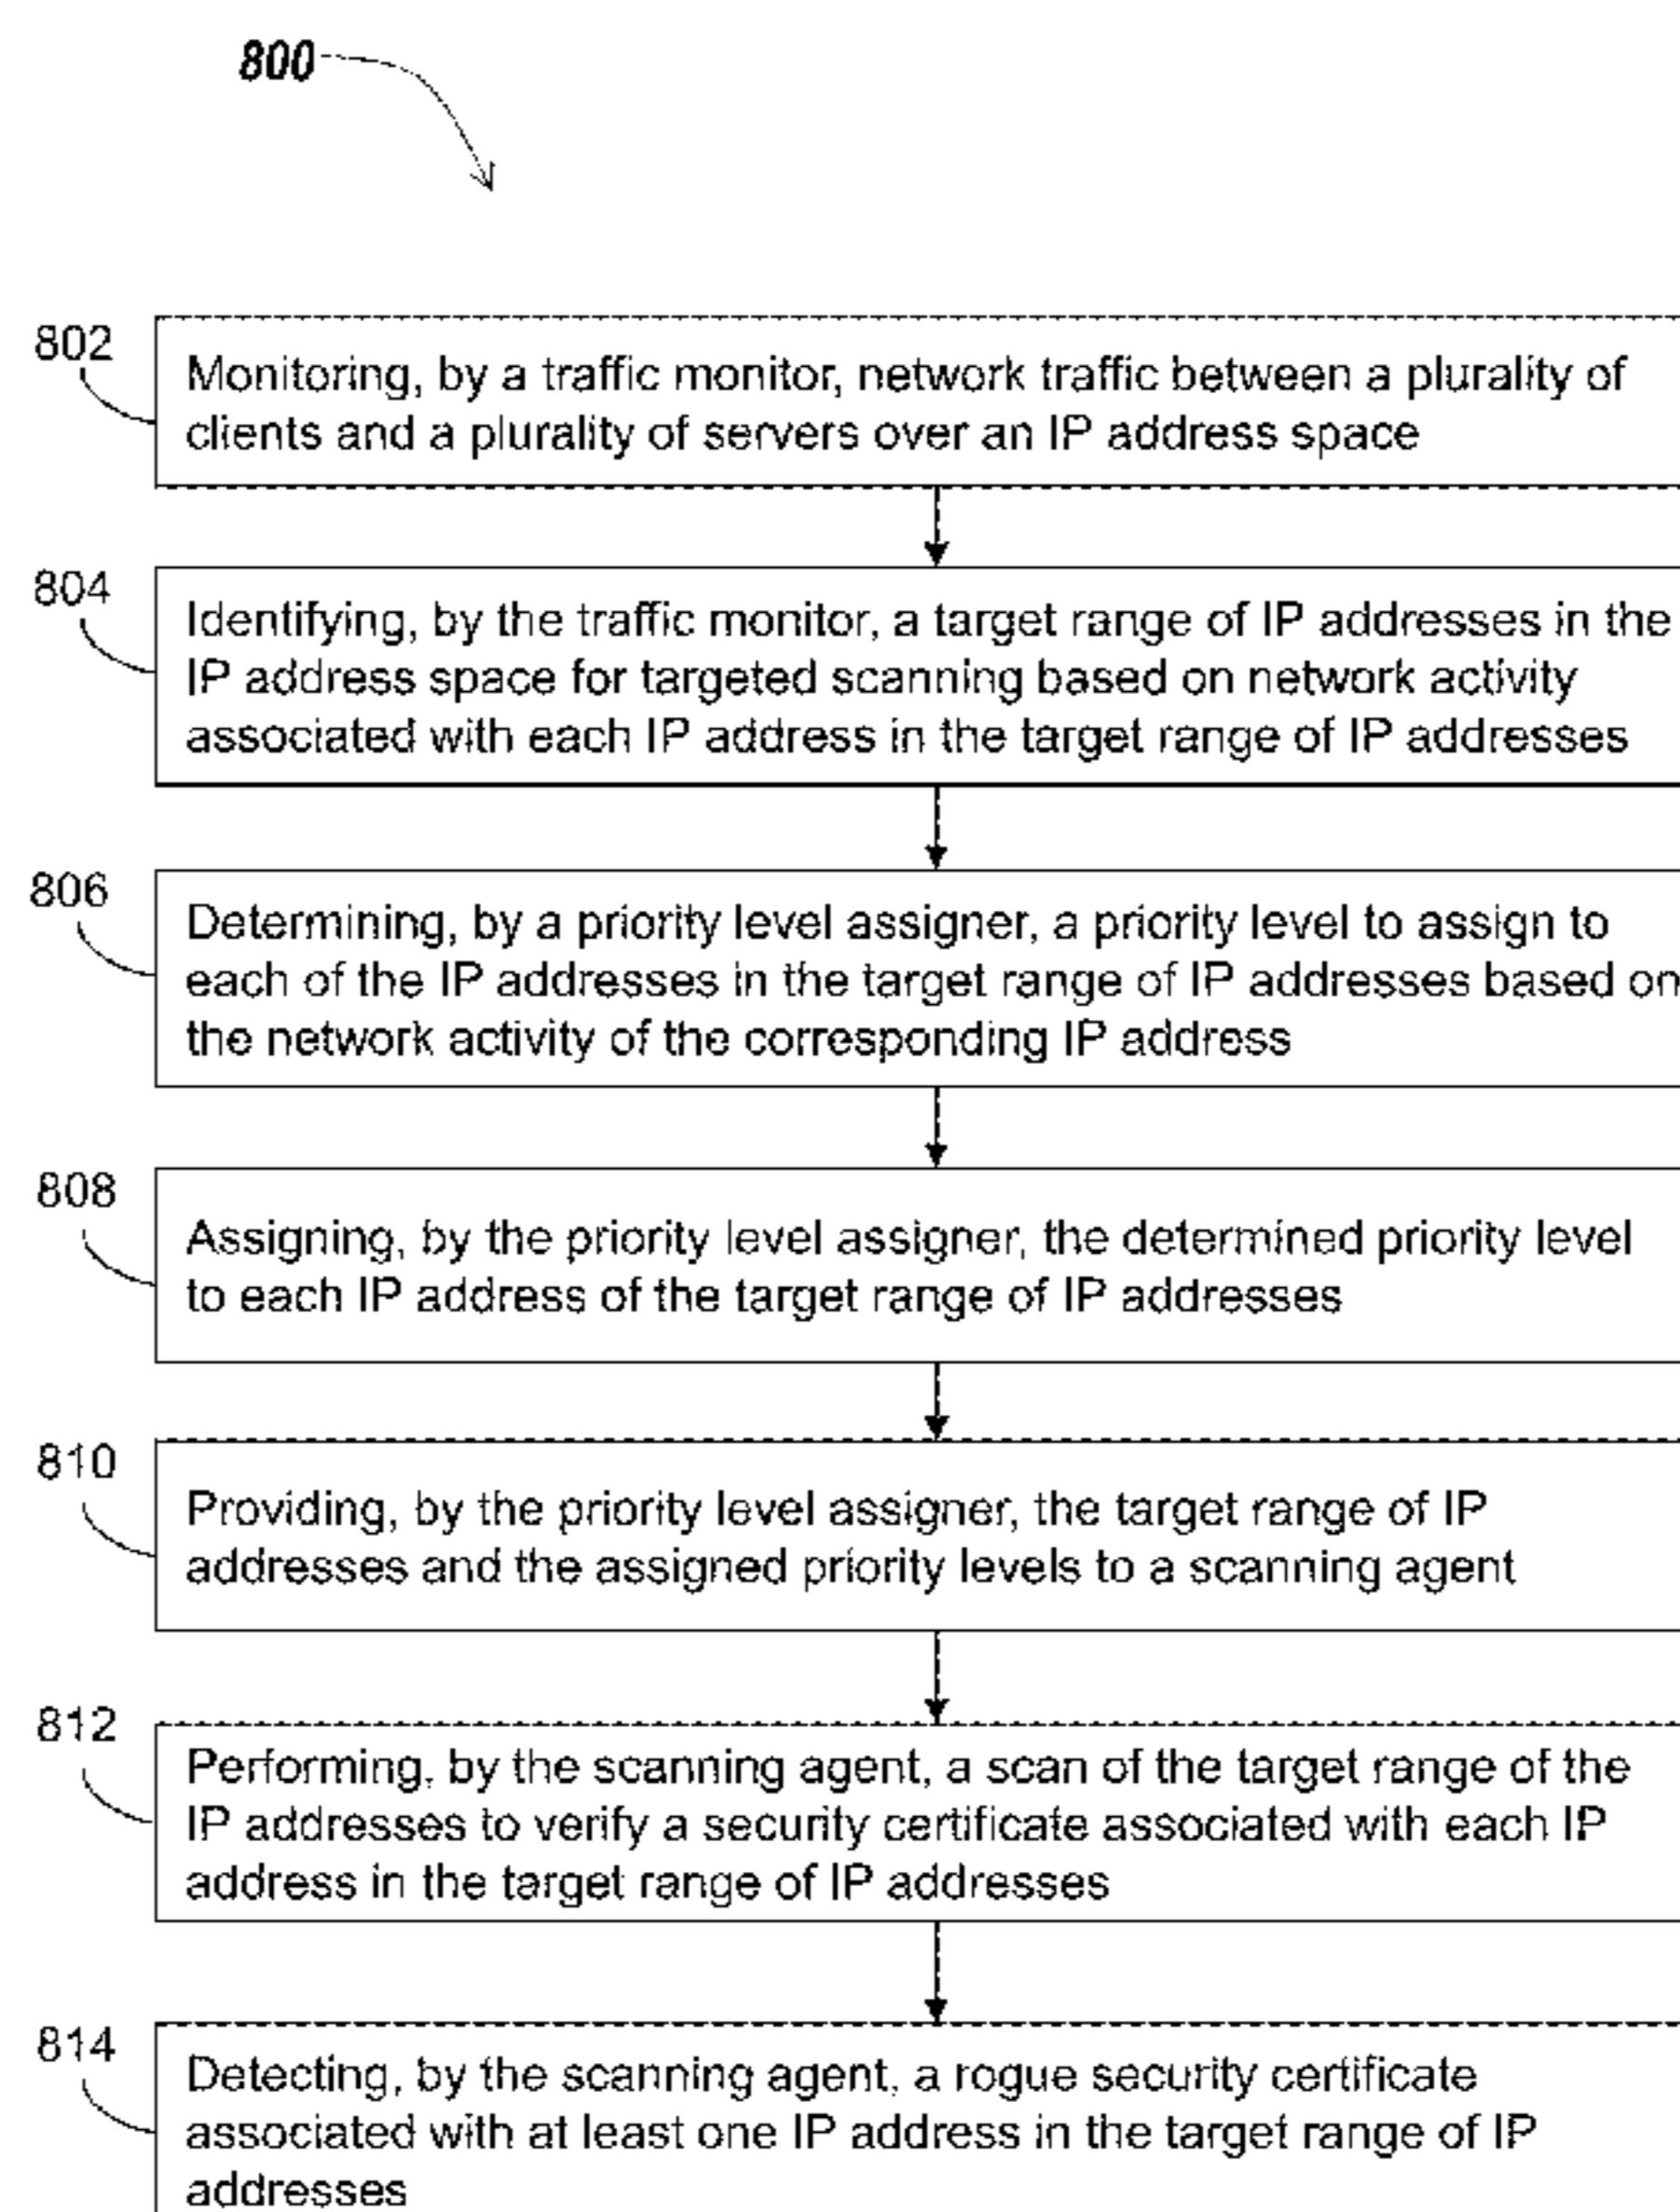 800
802
Monitoring, by a traffic monitor, network traffic between a plurality of
clients and a plurality of servers over an IP address space
804
Identifying, by the traffic monitor, a target range of IP addresses in the
IP address space for targeted scanning based on network activity
associated with each IP address in the target range of IP addresses
806
Determining, by a priority level assigner, a priority level to assign to
each of the IP addresses in the target range of IP addresses based on
the network activity of the corresponding IP address
808
Assigning, by the priority level assigner, the determined priority level
to each IP address of the target range of IP addresses
810
Providing, by the priority level assigner, the target range of IP
addresses and the assigned priority levels to a scanning agent
812
Performing, by the scanning agent, a scan of the target range of the
IP addresses to verify a security certificate associated with each IP
address in the target range of IP addresses
814
Detecting, by the scanning agent, a rogue security certificate
associated with at least one IP address in the target range of IP
addresses